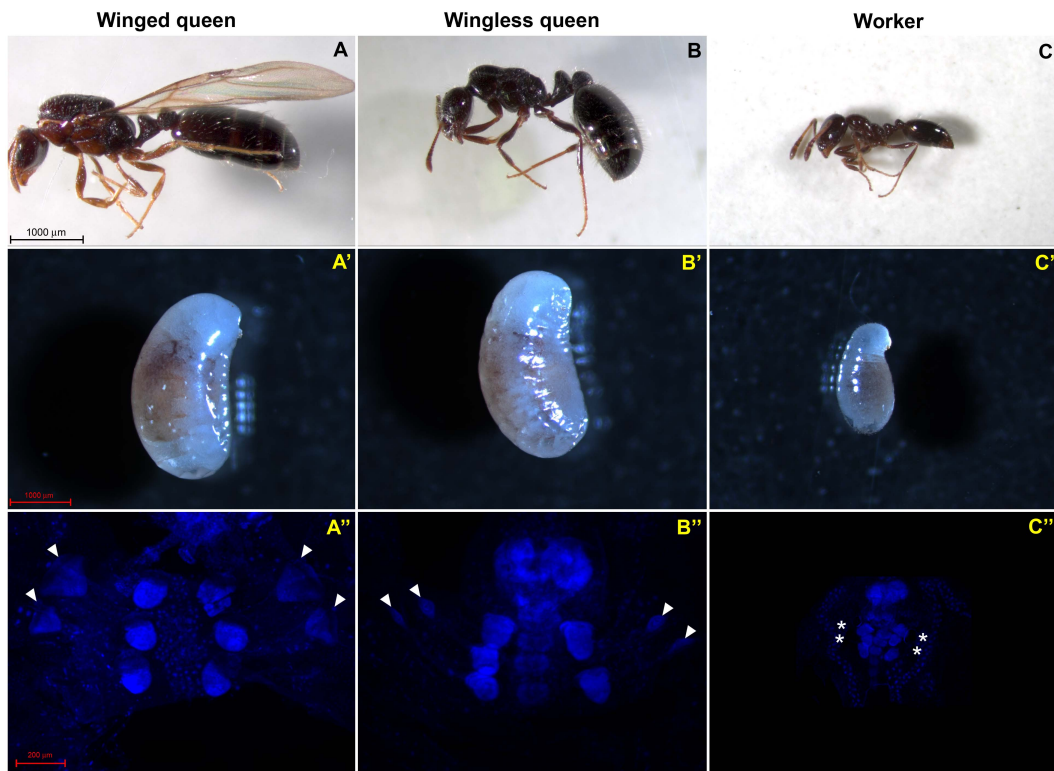 Winged queen
Wingless queen
Worker
A
B
C
1000 µm
A’
B’
C’
1000 µm
A’’
B’’
C’’
* *
* *
200 µm